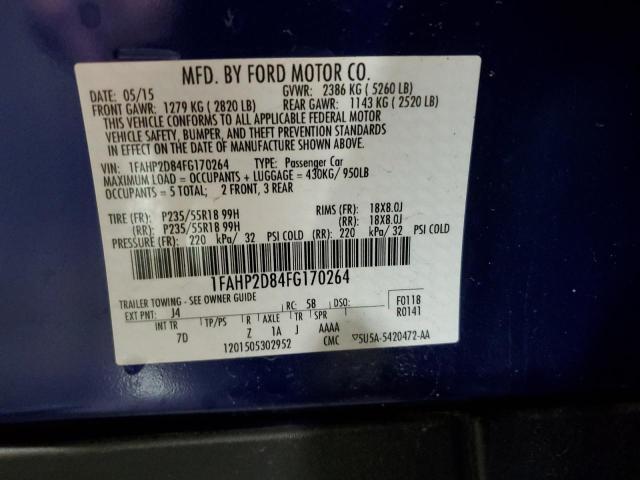 MFD. BY FORD MOTOR CO.
DATE: 05/15 GVWR: 2386 KG ( 5260 LB)
FRONT GAWR: 1279 KG ( 2820 LB) REAR GAWR: 1143 KG ( 2520 LB)
THIS VEHICLE CONFORMS TO ALL APPLICABLE FEDERAL MOTOR
VEHICLE SAFETY, BUMPER, AND THEFT PREVENTION STANDARDS
IN EFFECT ON THE DATE OF MANUFACTURE SHOWN ABOVE.
VIN: 1FAHP2D84FG170264 TYPE: Passenger Car
MAXIMUM LOAD = OCCUPANTS + LUGGAGE = 430KG/ 950LB
OCCUPANTS = 5 TOTAL; 2 FRONT, 3 REAR
TIRE (FR): P235/55R18 99H RIMS (FR): 18X8.0J
(RR): P235/55R18 99H (RR): 18X8.0J
PRESSURE (FR): 220 kPa/ 32 PSI COLD (RR): 220 kPa/ 32 PSI COLD
1FAHP2D84FG170264
TRAILER TOWING - SEE OWNER GUIDE
EXT PNT: J4 RC: 58 DSO: F0118
INT TR TP/PS R AXLE TR SPR R0141
7D Z 1A J AAAA
1201505302952 CMC ▽5U5A-5420472-AA